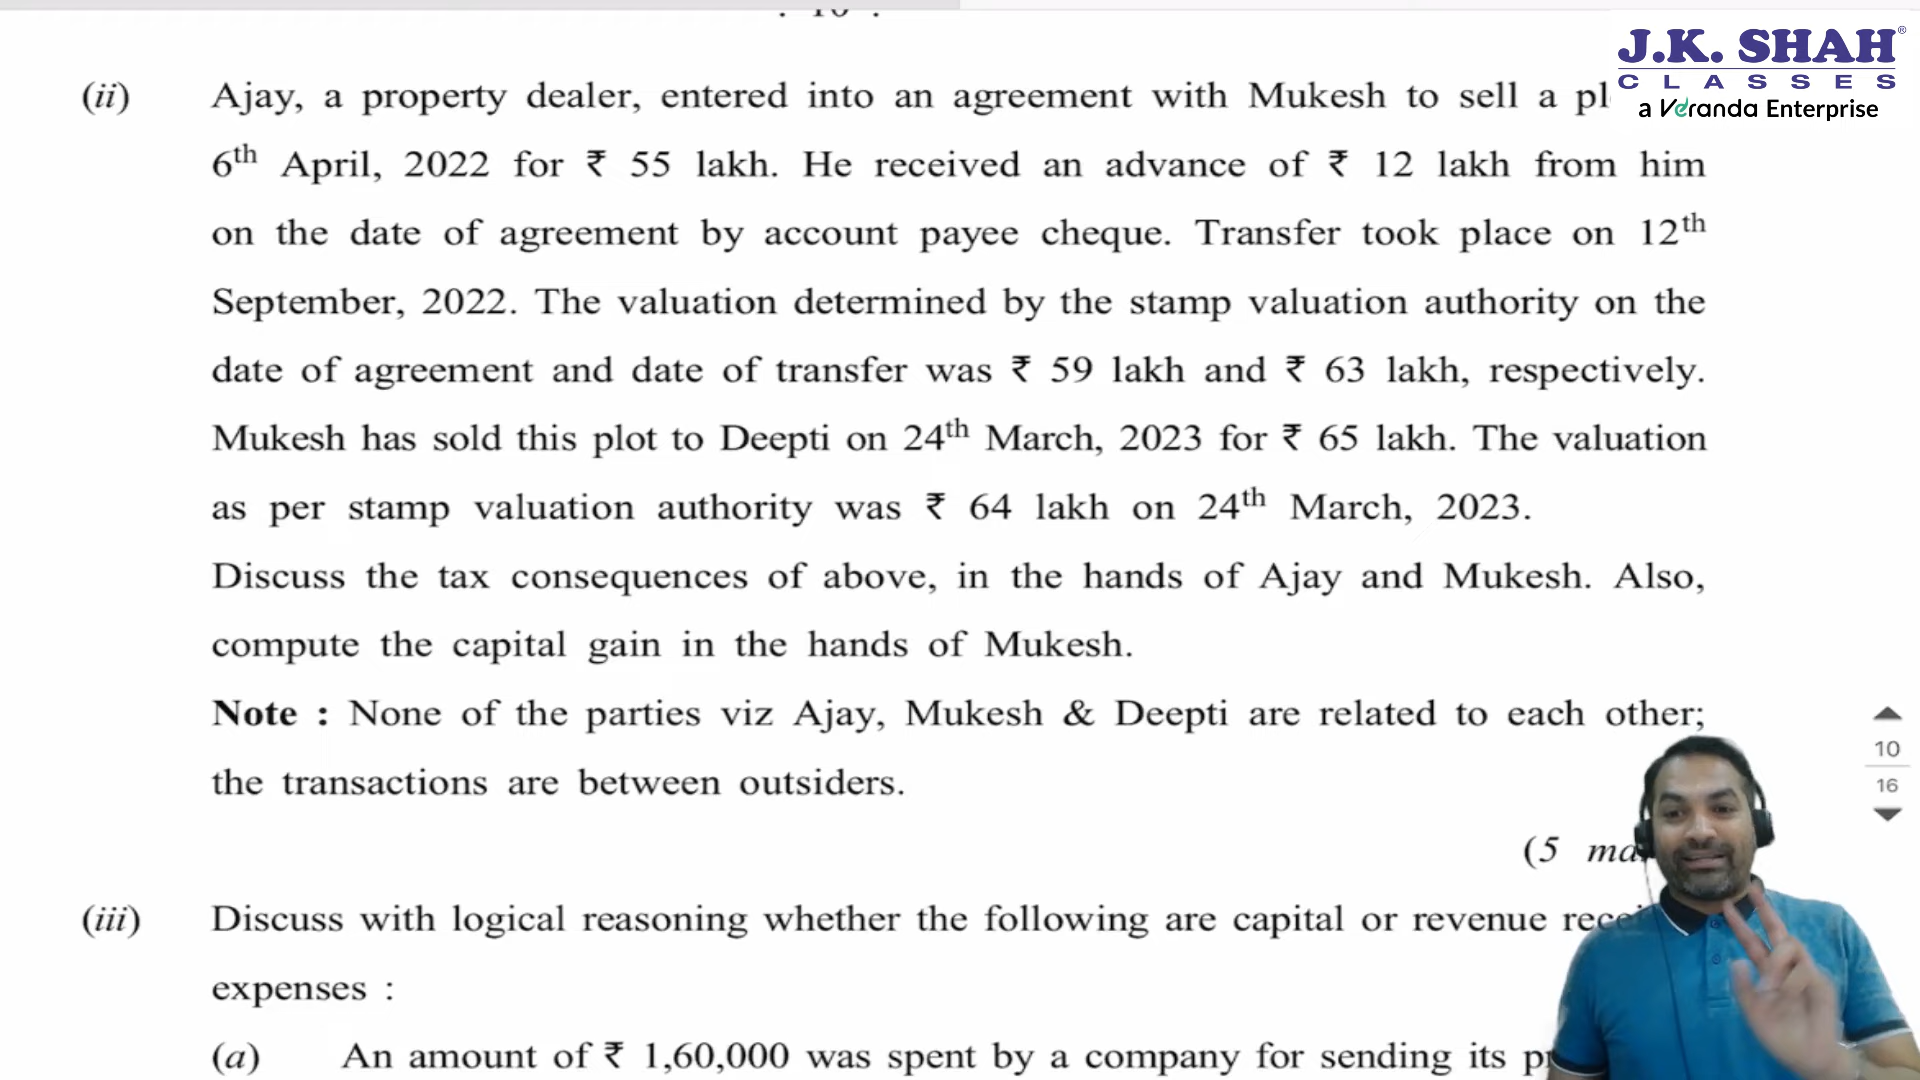 : 10 :
J.K. SHAH®
CLASSES
a Veranda Enterprise
(ii) Ajay, a property dealer, entered into an agreement with Mukesh to sell a
6th April, 2022 for ₹ 55 lakh. He received an advance of ₹ 12 lakh from him
on the date of agreement by account payee cheque. Transfer took place on 12th
September, 2022. The valuation determined by the stamp valuation authority on the
date of agreement and date of transfer was ₹ 59 lakh and ₹ 63 lakh, respectively.
Mukesh has sold this plot to Deepti on 24th March, 2023 for ₹ 65 lakh. The valuation
as per stamp valuation authority was ₹ 64 lakh on 24th March, 2023.
Discuss the tax consequences of above, in the hands of Ajay and Mukesh. Also,
compute the capital gain in the hands of Mukesh.
Note : None of the parties viz Ajay, Mukesh & Deepti are related to each other;
the transactions are between outsiders.
10
16
(5
(iii) Discuss with logical reasoning whether the following are capital or revenue
expenses :
(a) An amount of ₹ 1,60,000 was spent by a company for sending its